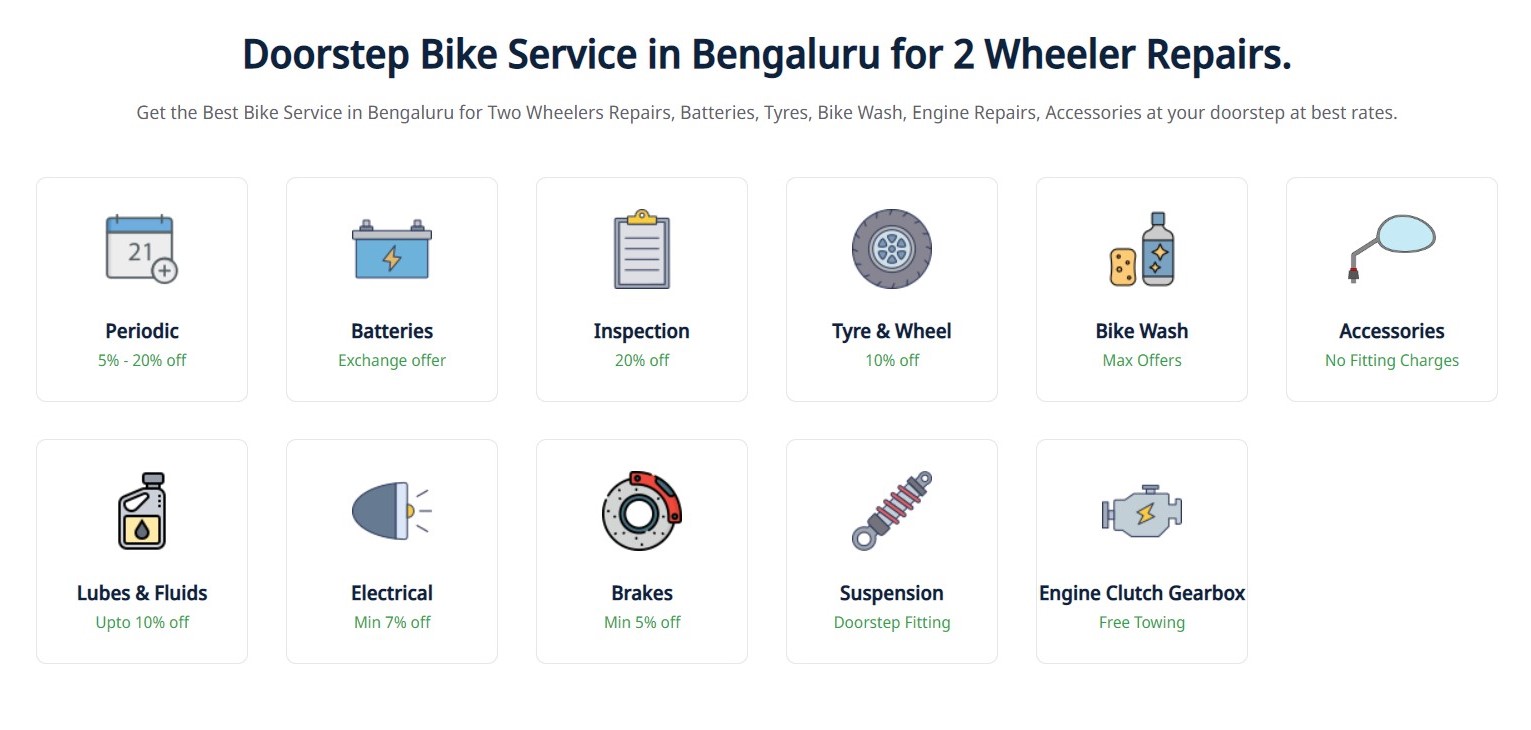 Doorstep Bike Service in Bengaluru for 2 Wheeler Repairs.
Get the Best Bike Service in Bengaluru for Two Wheelers Repairs, Batteries, Tyres, Bike Wash, Engine Repairs, Accessories at your doorstep at best rates.
21
Periodic
5% - 20% off
Batteries
Exchange offer
Inspection
20% off
Tyre & Wheel
10% off
Bike Wash
Max Offers
Accessories
No Fitting Charges
Lubes & Fluids
Upto 10% off
Electrical
Min 7% off
Brakes
Min 5% off
Suspension
Doorstep Fitting
Engine Clutch Gearbox
Free Towing